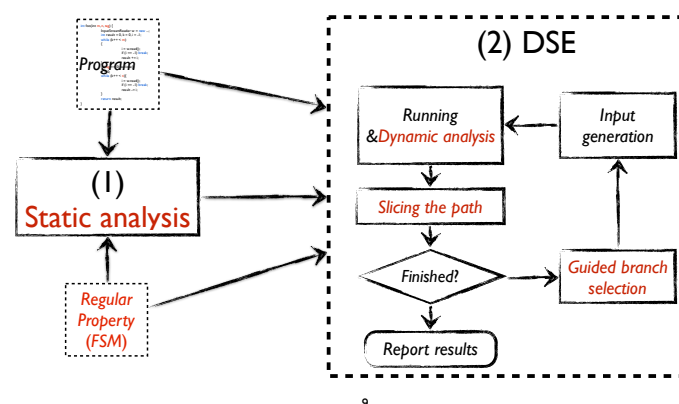 Program
(1)
Static analysis
Regular
Property
(FSM)
(2) DSE
Running
&Dynamic analysis
Slicing the path
Finished?
Report results
Input
generation
Guided branch
selection
9